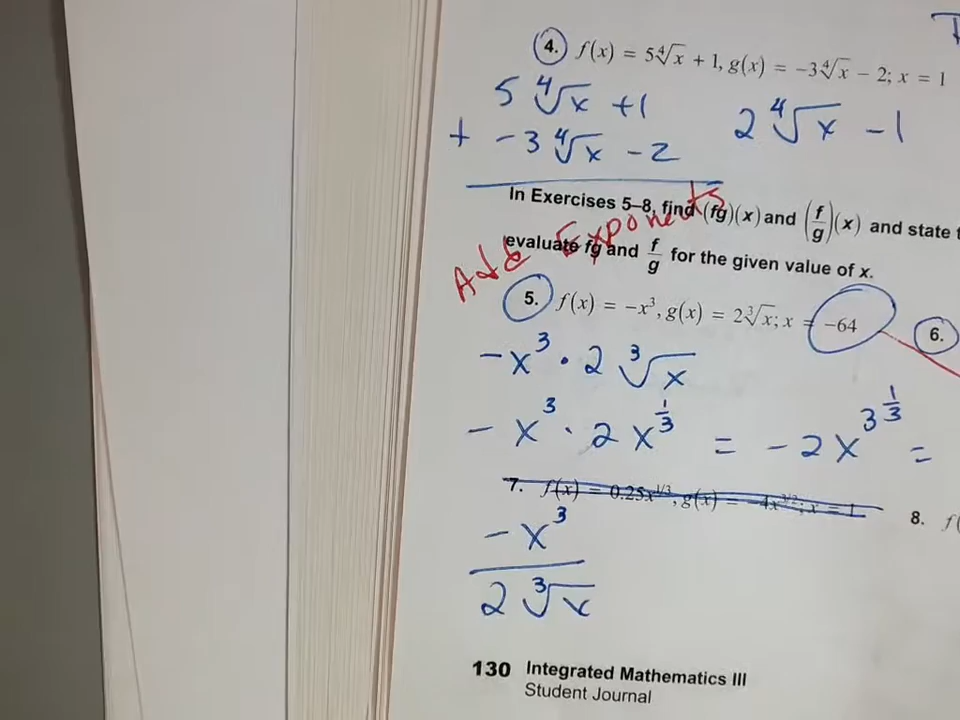 4. f(x) = 5∜x + 1, g(x) = −3∜x − 2; x = 1
5 ∜x +1
+ −3 ∜x −2
2 ∜x −1
In Exercises 5–8, find (fg)(x) and (f/g)(x) and state
evaluate fg and f/g for the given value of x.
Add Exponents
5. f(x) = −x³, g(x) = 2∛x; x = −64
6.
−x³ · 2 ∛x
−x³ · 2x^(1/3) = −2x^(3 1/3) =
7. f(x) = 0.25x^(1/3), g(x) = −4x^(3/2); x = 1
8. f(
−x³
2 ∛x
130 Integrated Mathematics III
Student Journal